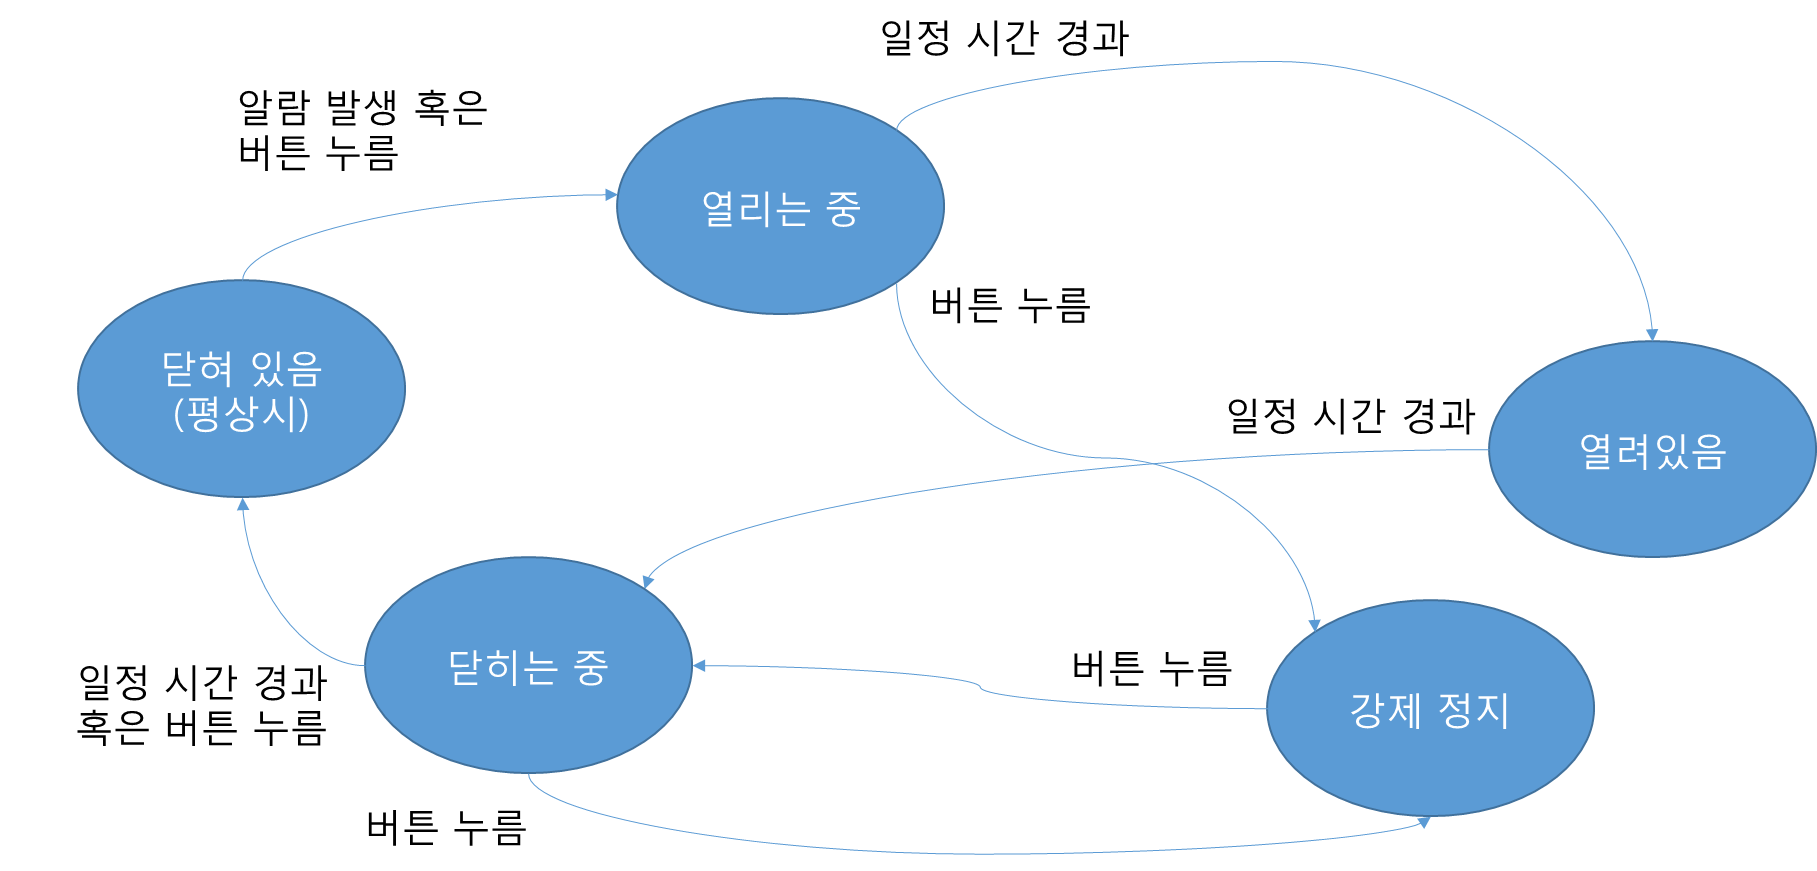 일정 시간 경과
알람 발생 혹은
버튼 누름
열리는 중
버튼 누름
닫혀 있음
(평상시)
일정 시간 경과
열려있음
닫히는 중
버튼 누름
일정 시간 경과
혹은 버튼 누름
강제 정지
버튼 누름